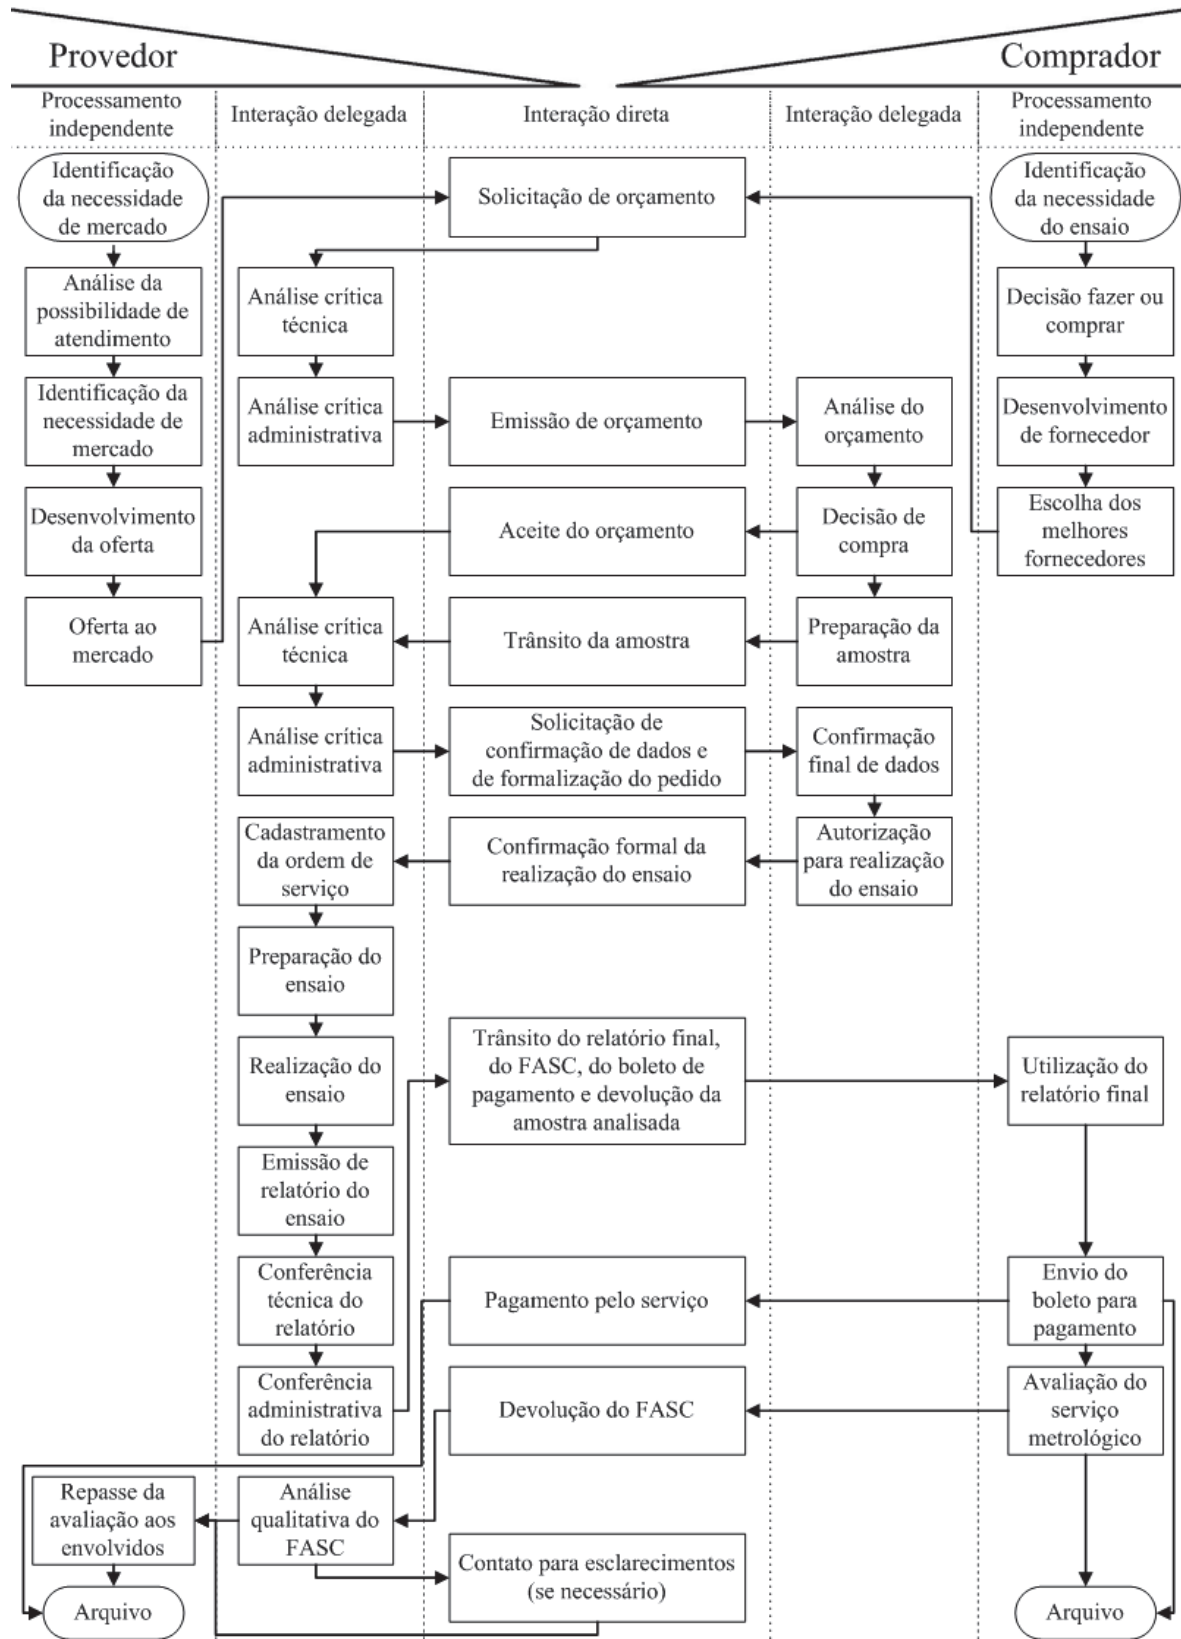 Provedor
Comprador
Processamento
independente
Interação delegada
Interação direta
Interação delegada
Processamento
independente
Identificação
da necessidade
de mercado
Solicitação de orçamento
Identificação
da necessidade
do ensaio
Análise da
possibilidade de
atendimento
Análise crítica
técnica
Decisão fazer ou
comprar
Identificação da
necessidade de
mercado
Análise crítica
administrativa
Emissão de orçamento
Análise do
orçamento
Desenvolvimento
de fornecedor
Desenvolvimento
da oferta
Aceite do orçamento
Decisão de
compra
Escolha dos
melhores
fornecedores
Oferta ao
mercado
Análise crítica
técnica
Trânsito da amostra
Preparação da
amostra
Análise crítica
administrativa
Solicitação de
confirmação de dados e
de formalização do pedido
Confirmação
final de dados
Cadastramento
da ordem de
serviço
Confirmação formal da
realização do ensaio
Autorização
para realização
do ensaio
Preparação do
ensaio
Realização do
ensaio
Trânsito do relatório final,
do FASC, do boleto de
pagamento e devolução da
amostra analisada
Utilização do
relatório final
Emissão de
relatório do
ensaio
Conferência
técnica do
relatório
Pagamento pelo serviço
Envio do
boleto para
pagamento
Conferência
administrativa
do relatório
Devolução do FASC
Avaliação do
serviço
metrológico
Repasse da
avaliação aos
envolvidos
Análise
qualitativa do
FASC
Contato para esclarecimentos
(se necessário)
Arquivo
Arquivo